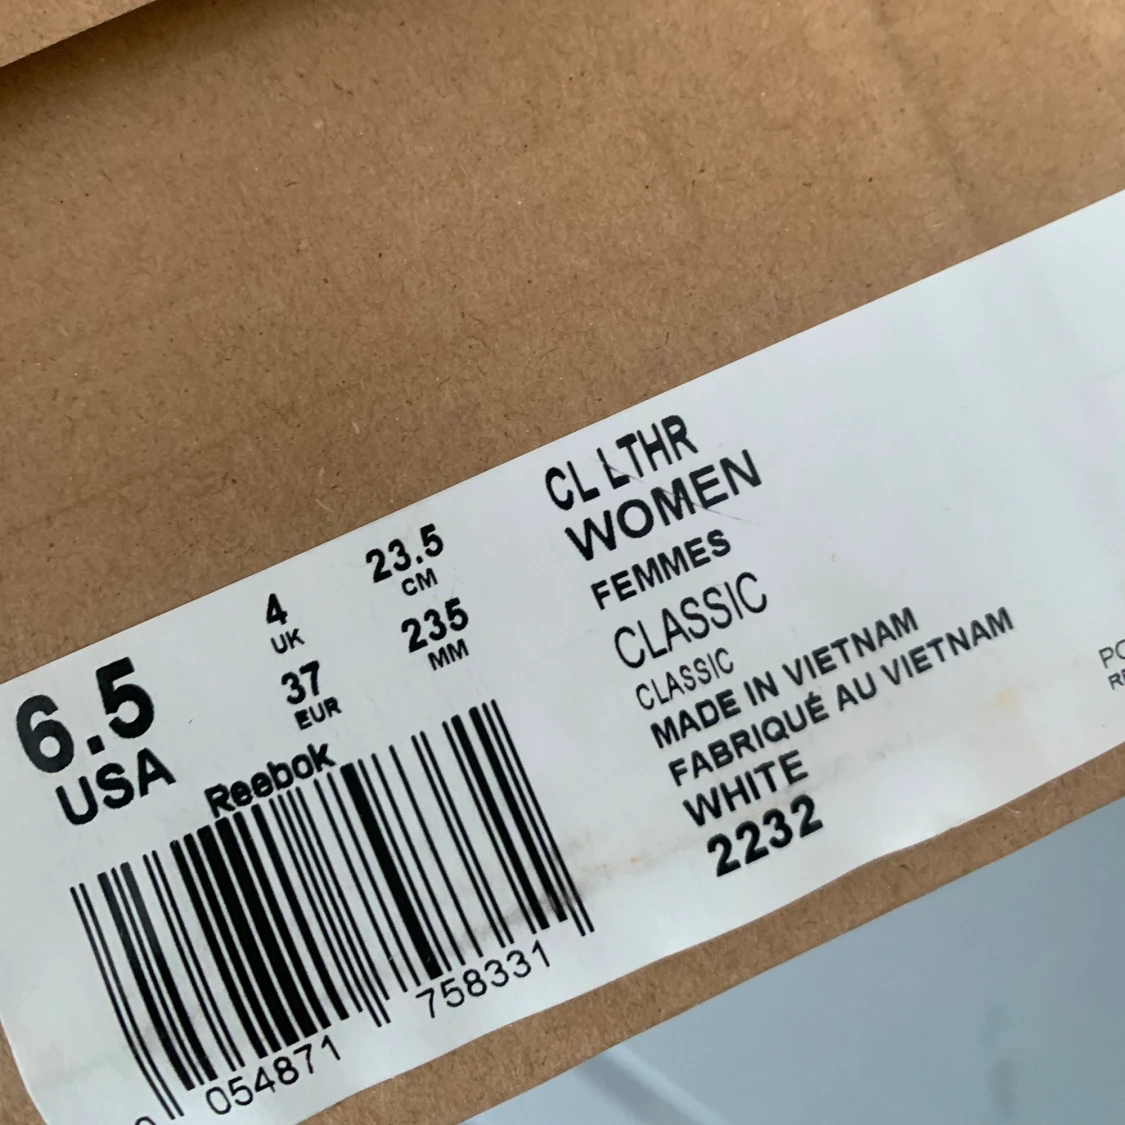 6.5
USA
4
UK
37
EUR
23.5
CM
235
MM
Reebok
054871 758331
CL LTHR
WOMEN
FEMMES
CLASSIC
CLASSIC
MADE IN VIETNAM
FABRIQUÉ AU VIETNAM
WHITE
2232